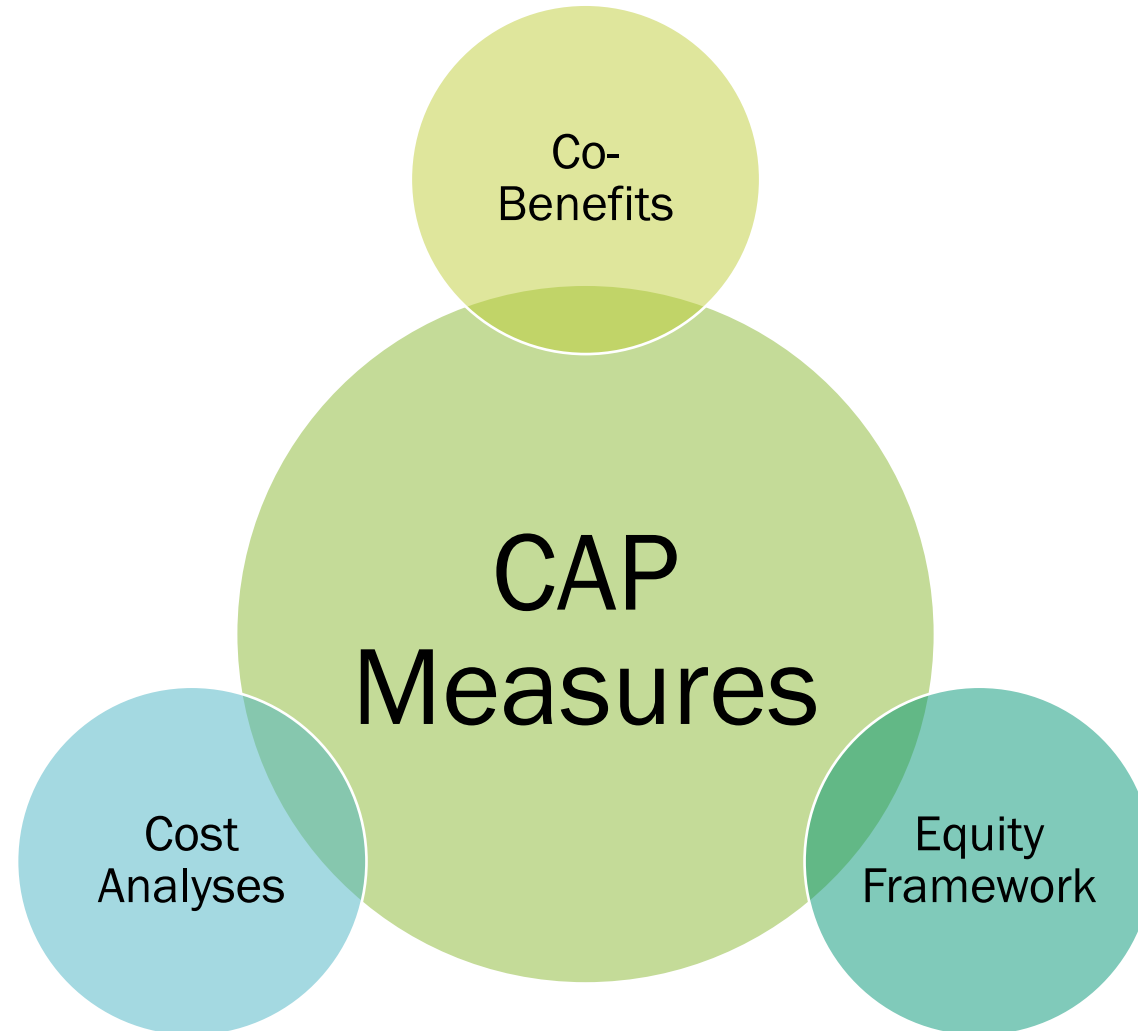 Co-
Benefits
CAP
Measures
Cost
Analyses
Equity
Framework